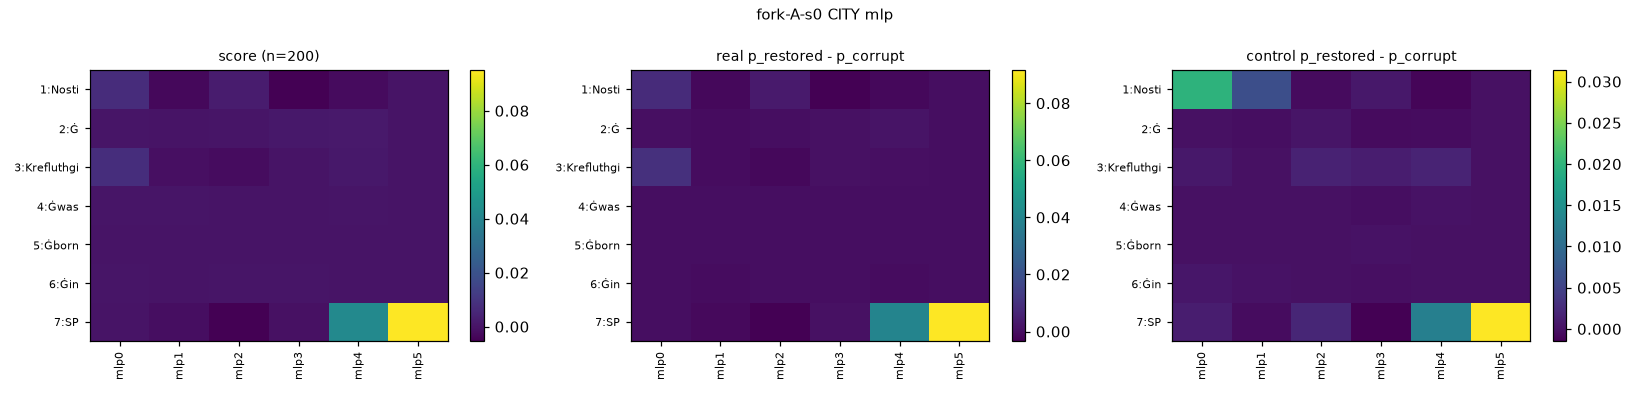 fork-A-s0 CITY mlp
score (n=200)
1:Nosti
2:Ġ
3:Krefluthgi
4:Ġwas
5:Ġborn
6:Ġin
7:SP
mlp0 mlp1 mlp2 mlp3 mlp4 mlp5
0.08
0.06
0.04
0.02
0.00
real p_restored - p_corrupt
1:Nosti
2:Ġ
3:Krefluthgi
4:Ġwas
5:Ġborn
6:Ġin
7:SP
mlp0 mlp1 mlp2 mlp3 mlp4 mlp5
0.08
0.06
0.04
0.02
0.00
control p_restored - p_corrupt
1:Nosti
2:Ġ
3:Krefluthgi
4:Ġwas
5:Ġborn
6:Ġin
7:SP
mlp0 mlp1 mlp2 mlp3 mlp4 mlp5
0.030
0.025
0.020
0.015
0.010
0.005
0.000